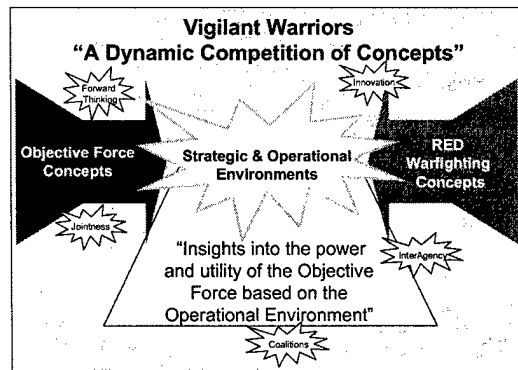 Vigilant Warriors
“A Dynamic Competition of Concepts”
Forward
Thinking
Innovation
Objective Force
Concepts
Strategic & Operational
Environments
RED
Warfighting
Concepts
Jointness
InterAgency
“Insights into the power
and utility of the Objective
Force based on the
Operational Environment”
Coalitions